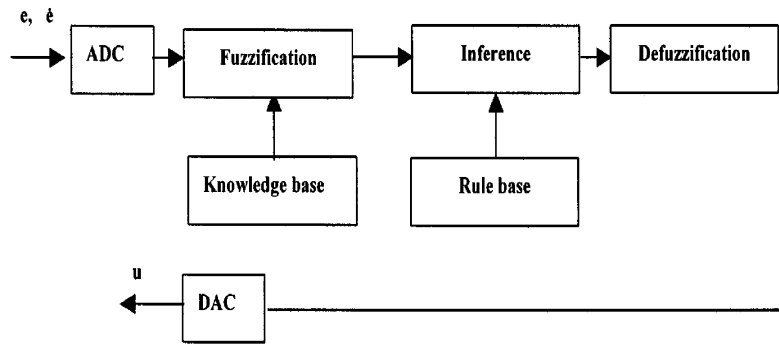 e, ė
ADC
Fuzzification
Inference
Defuzzification
Knowledge base
Rule base
u
DAC